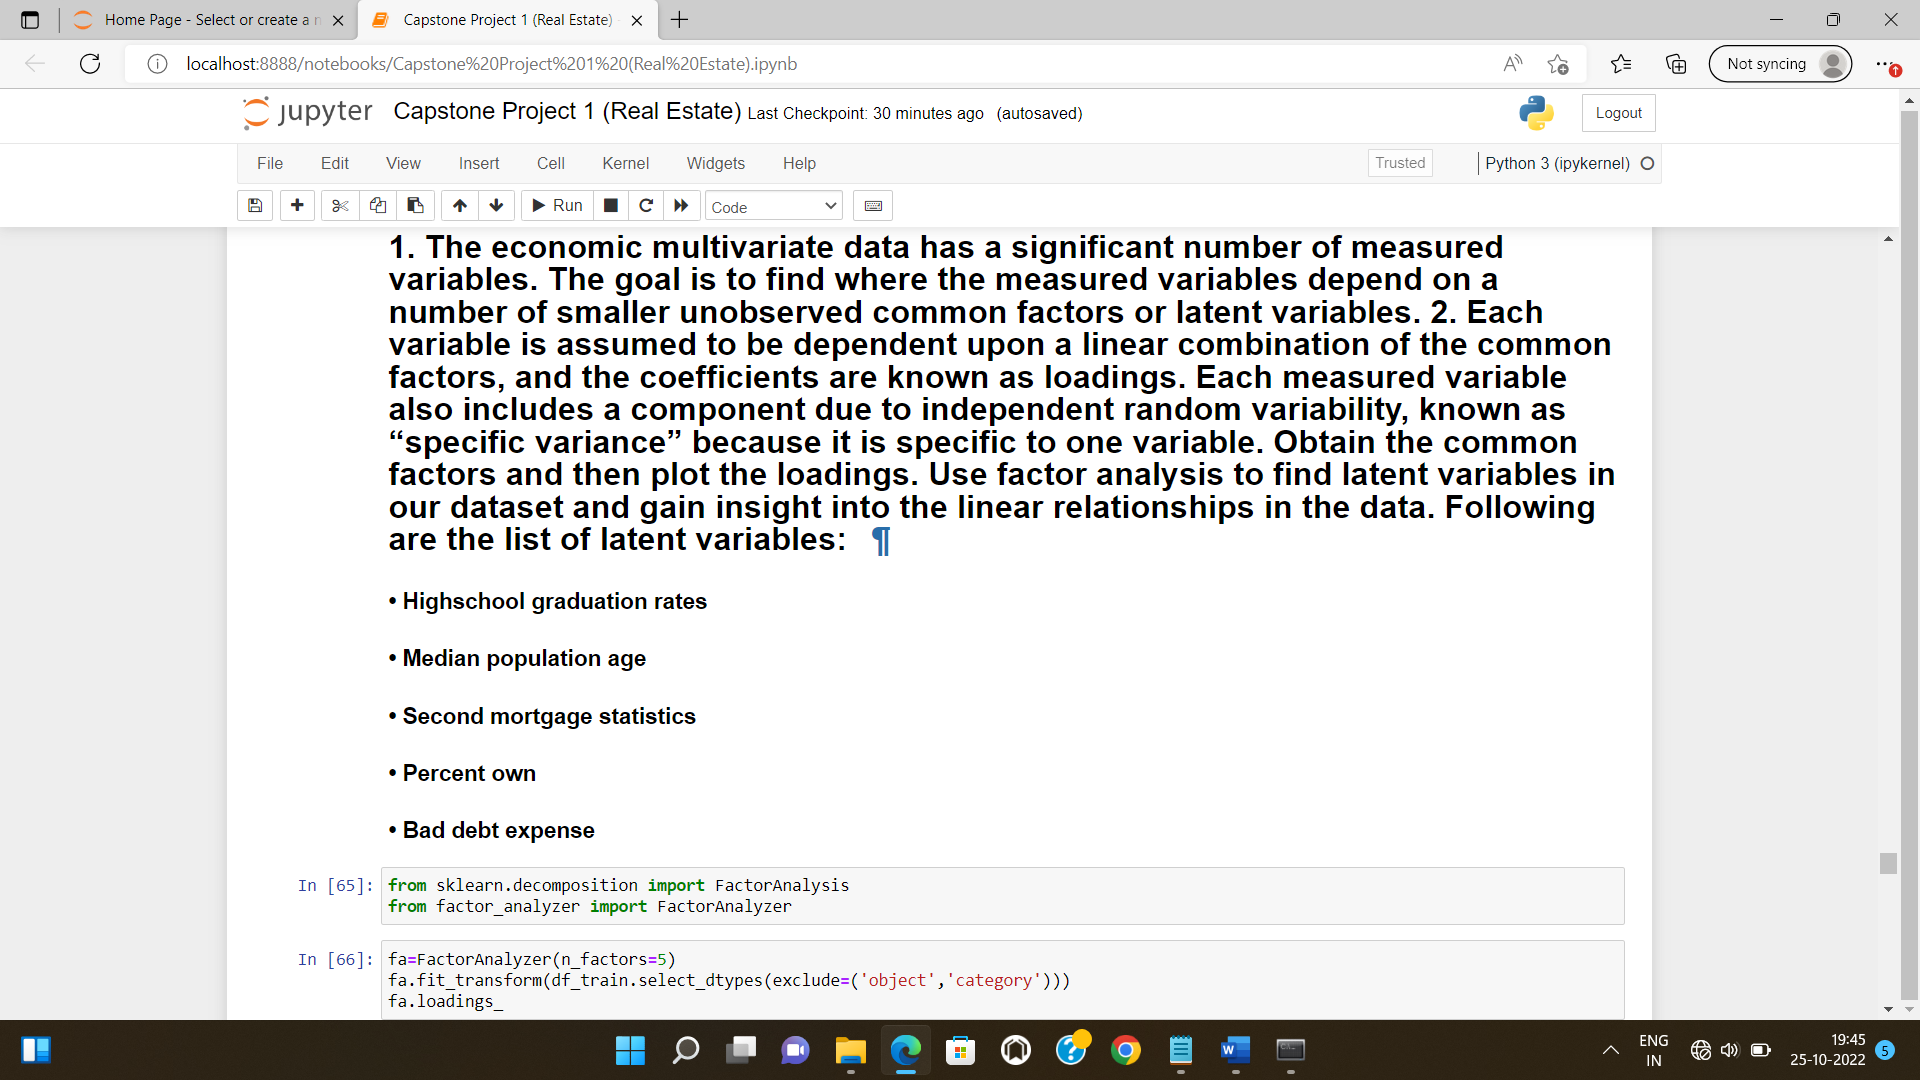 Home Page - Select or create a n
Capstone Project 1 (Real Estate)
localhost:8888/notebooks/Capstone%20Project%201%20(Real%20Estate).ipynb
Not syncing
jupyter Capstone Project 1 (Real Estate) Last Checkpoint: 30 minutes ago (autosaved)
Logout
File Edit View Insert Cell Kernel Widgets Help
Trusted
Python 3 (ipykernel)
Run
Code
1. The economic multivariate data has a significant number of measured
variables. The goal is to find where the measured variables depend on a
number of smaller unobserved common factors or latent variables. 2. Each
variable is assumed to be dependent upon a linear combination of the common
factors, and the coefficients are known as loadings. Each measured variable
also includes a component due to independent random variability, known as
“specific variance” because it is specific to one variable. Obtain the common
factors and then plot the loadings. Use factor analysis to find latent variables in
our dataset and gain insight into the linear relationships in the data. Following
are the list of latent variables: ¶
• Highschool graduation rates
• Median population age
• Second mortgage statistics
• Percent own
• Bad debt expense
In [65]: from sklearn.decomposition import FactorAnalysis
from factor_analyzer import FactorAnalyzer
In [66]: fa=FactorAnalyzer(n_factors=5)
fa.fit_transform(df_train.select_dtypes(exclude=('object','category')))
fa.loadings_
ENG
IN
19:45
25-10-2022
5